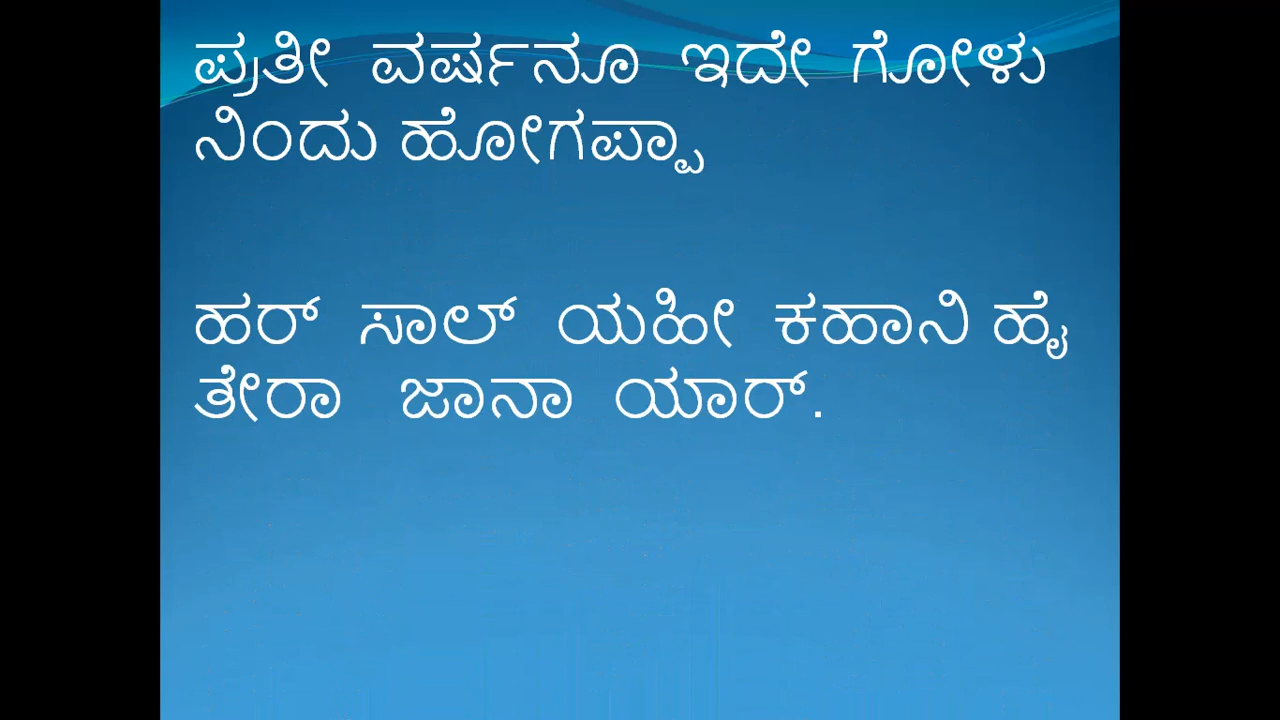 ಪ್ರತೀ ವರ್ಷನೂ ಇದೇ ಗೋಳು
ನಿಂದು ಹೋಗಪ್ಪಾ
ಹರ್ ಸಾಲ್ ಯಹೀ ಕಹಾನಿ ಹೈ
ತೇರಾ ಜಾನಾ ಯಾರ್.